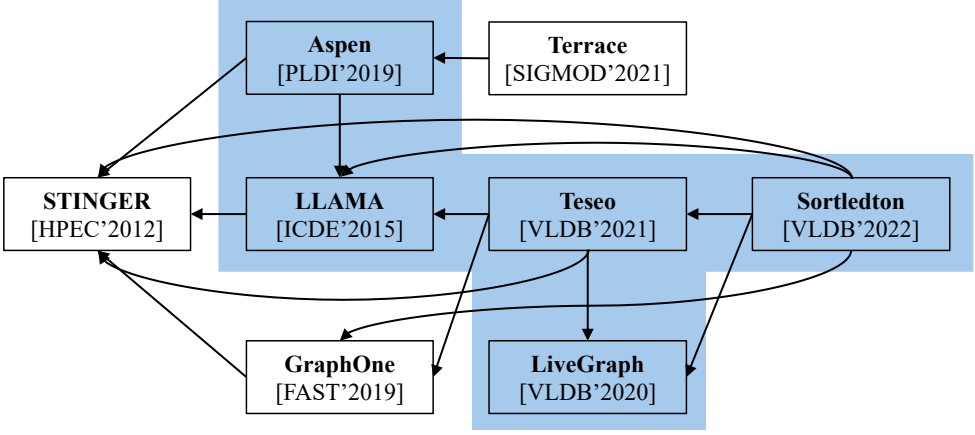 Aspen
[PLDI’2019]
Terrace
[SIGMOD’2021]
STINGER
[HPEC’2012]
LLAMA
[ICDE’2015]
Teseo
[VLDB’2021]
Sortledton
[VLDB’2022]
GraphOne
[FAST’2019]
LiveGraph
[VLDB’2020]